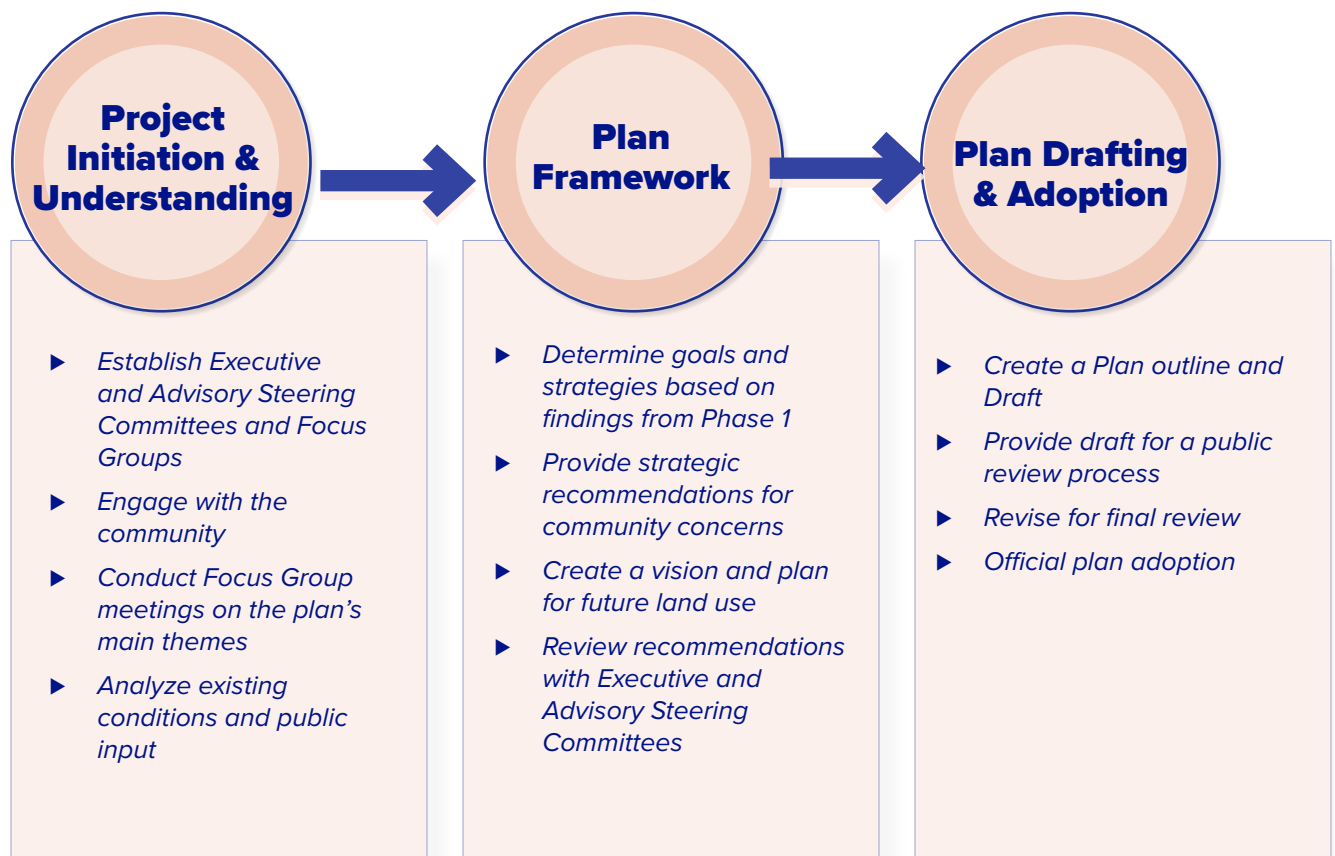 Project
Initiation &
Understanding
► Establish Executive
and Advisory Steering
Committees and Focus
Groups
► Engage with the
community
► Conduct Focus Group
meetings on the plan’s
main themes
► Analyze existing
conditions and public
input
Plan
Framework
► Determine goals and
strategies based on
findings from Phase 1
► Provide strategic
recommendations for
community concerns
► Create a vision and plan
for future land use
► Review recommendations
with Executive and
Advisory Steering
Committees
Plan Drafting
& Adoption
► Create a Plan outline and
Draft
► Provide draft for a public
review process
► Revise for final review
► Official plan adoption